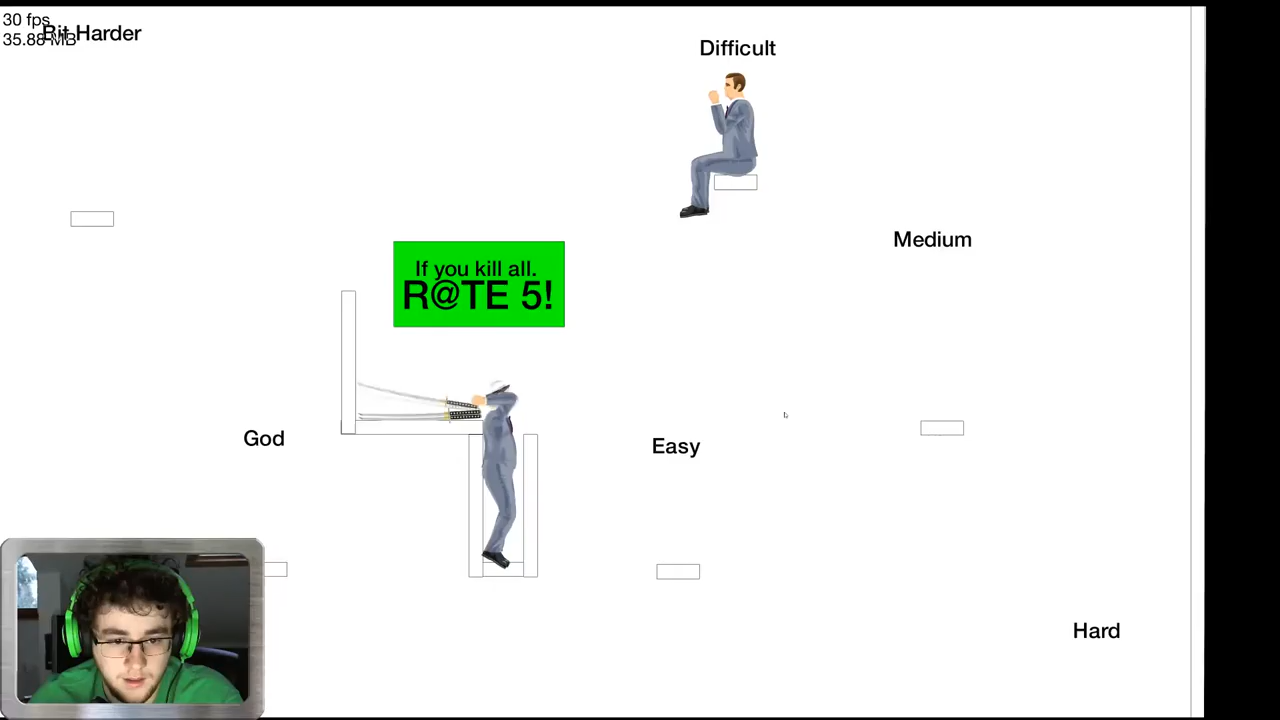 30 fps
35.88 MB
Bit Harder
Difficult
Medium
If you kill all.
R@TE 5!
God
Easy
Hard